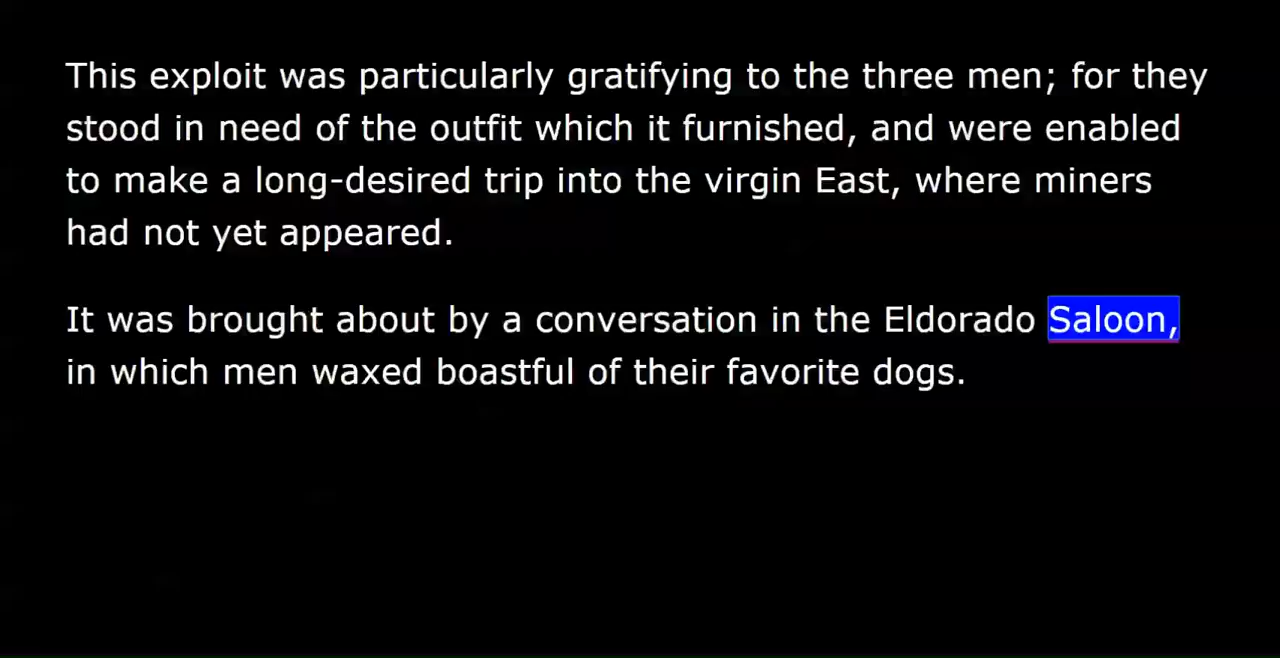 This exploit was particularly gratifying to the three men; for they
stood in need of the outfit which it furnished, and were enabled
to make a long-desired trip into the virgin East, where miners
had not yet appeared.
It was brought about by a conversation in the Eldorado Saloon,
in which men waxed boastful of their favorite dogs.